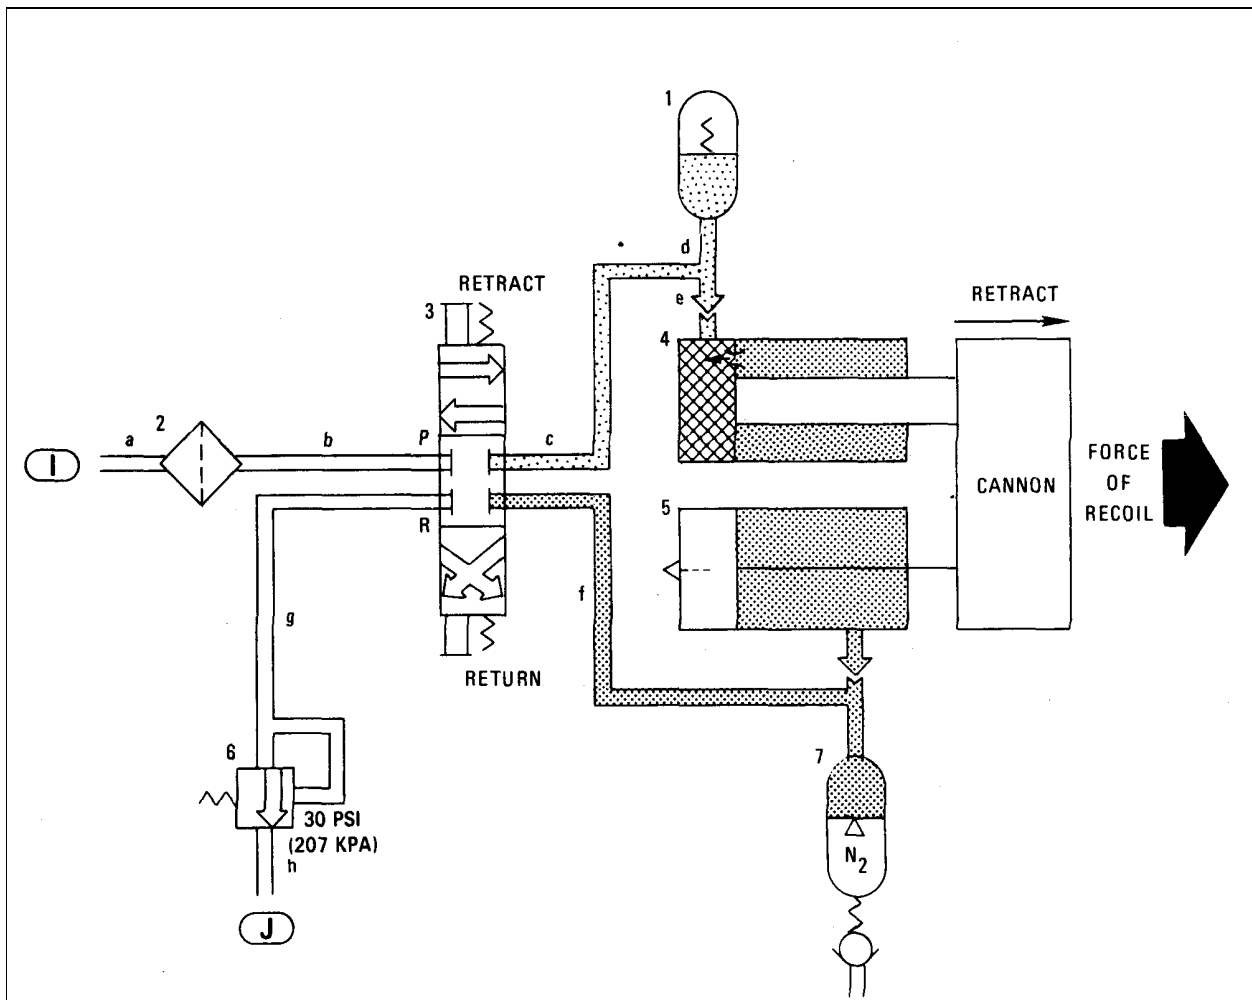 1
d
RETRACT
e
RETRACT
3
4
2
a
b
P
c
I
FORCE
OF
RECOIL
CANNON
R
5
f
g
RETURN
6
7
30 PSI
(207 KPA)
h
N2
J